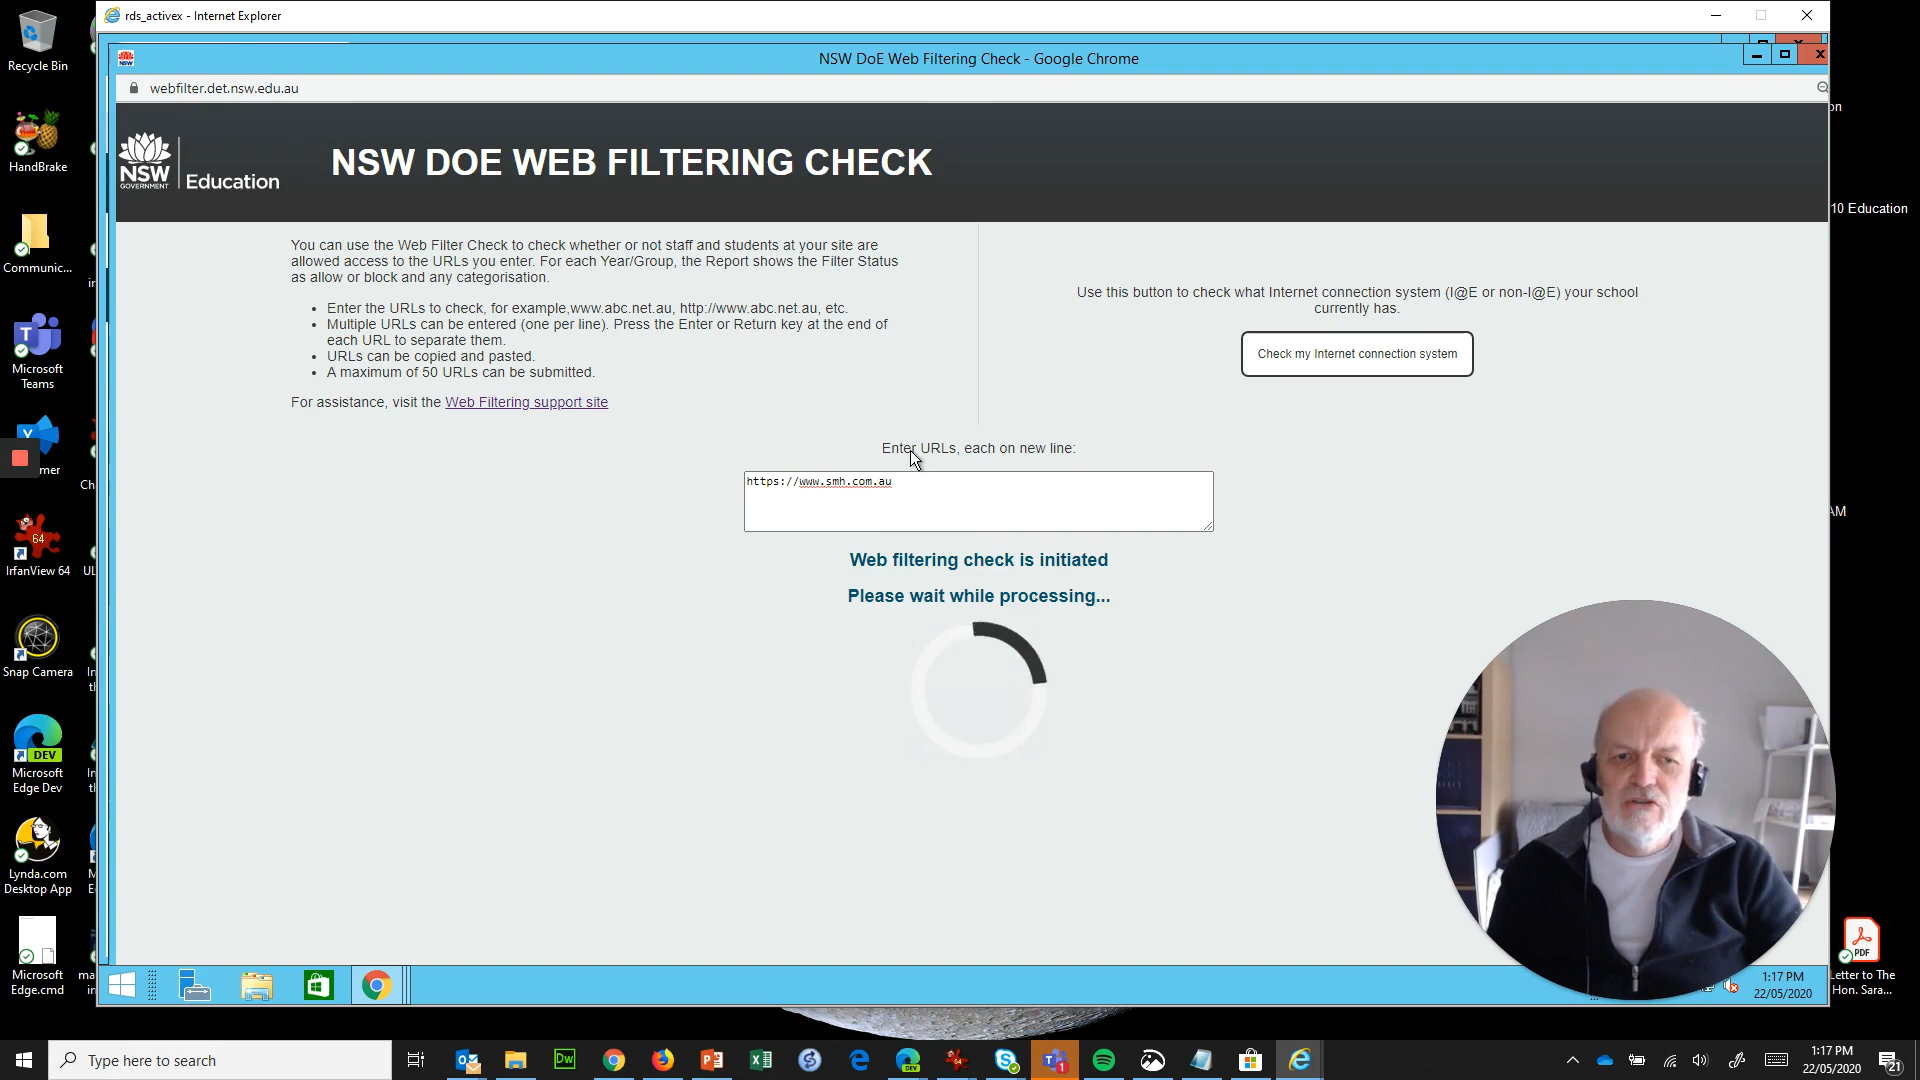 rds_activex - Internet Explorer
NSW DoE Web Filtering Check - Google Chrome
webfilter.det.nsw.edu.au
NSW
GOVERNMENT
Education
NSW DOE WEB FILTERING CHECK
You can use the Web Filter Check to check whether or not staff and students at your site are
allowed access to the URLs you enter. For each Year/Group, the Report shows the Filter Status
as allow or block and any categorisation.
Enter the URLs to check, for example,www.abc.net.au, http://www.abc.net.au, etc.
Multiple URLs can be entered (one per line). Press the Enter or Return key at the end of
each URL to separate them.
URLs can be copied and pasted.
A maximum of 50 URLs can be submitted.
For assistance, visit the Web Filtering support site
Use this button to check what Internet connection system (I@E or non-I@E) your school
currently has.
Check my Internet connection system
Enter URLs, each on new line:
https://www.smh.com.au
Web filtering check is initiated
Please wait while processing...
1:17 PM
22/05/2020
Recycle Bin
HandBrake
Communic...
Microsoft
Teams
mer
64
IrfanView 64
Snap Camera
DEV
Microsoft
Edge Dev
Lynda.com
Desktop App
Microsoft
Edge.cmd
on
10 Education
AM
PDF
Letter to The
Hon. Sara...
Type here to search
Dw
DEV
64
1
1:17 PM
22/05/2020
21